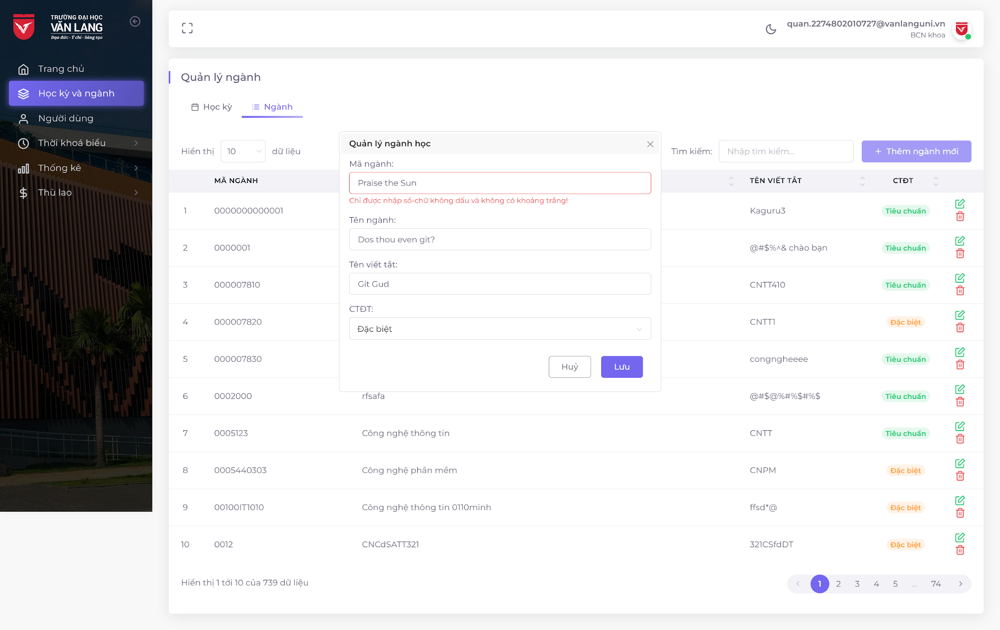 TRƯỜNG ĐẠI HỌC
VĂN LANG
Đạo đức - Ý chí - Sáng tạo
Trang chủ
Học kỳ và ngành
Người dùng
Thời khoá biểu
Thống kê
Thù lao
quan.2274802010727@vanlanguni.vn
BCN khoa
Quản lý ngành
Học kỳ
Ngành
Hiển thị 10 dữ liệu
Tìm kiếm: Nhập tìm kiếm...
+ Thêm ngành mới
MÃ NGÀNH TÊN VIẾT TẮT CTĐT
Quản lý ngành học
Mã ngành:
Praise the Sun
Chỉ được nhập số-chữ không dấu và không có khoảng trắng!
Tên ngành:
Dos thou even git?
Tên viết tắt:
Git Gud
CTĐT:
Đặc biệt
Huỷ
Lưu
1 0000000000001 Kaguru3 Tiêu chuẩn
2 0000001 @#$%^& chào bạn Tiêu chuẩn
3 000007810 CNTT410 Tiêu chuẩn
4 000007820 CNTT1 Đặc biệt
5 000007830 congngheeee Tiêu chuẩn
6 0002000 rfsafa @#$@%#%$#%$ Tiêu chuẩn
7 0005123 Công nghệ thông tin CNTT Tiêu chuẩn
8 0005440303 Công nghệ phần mềm CNPM Đặc biệt
9 00100IT1010 Công nghệ thông tin 0110minh ffsd*@ Đặc biệt
10 0012 CNCdSATT321 321CSfdDT Đặc biệt
Hiển thị 1 tới 10 của 739 dữ liệu
1 2 3 4 5 ... 74